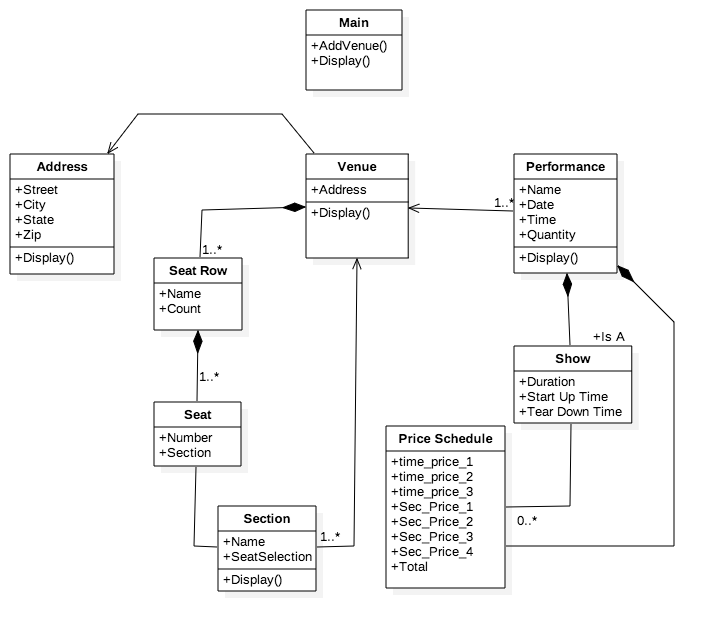 Main
+AddVenue()
+Display()
Address
+Street
+City
+State
+Zip
+Display()
Venue
+Address
+Display()
Performance
+Name
+Date
+Time
+Quantity
+Display()
1..*
1..*
Seat Row
+Name
+Count
1..*
Seat
+Number
+Section
+Is A
Show
+Duration
+Start Up Time
+Tear Down Time
Price Schedule
+time_price_1
+time_price_2
+time_price_3
+Sec_Price_1
+Sec_Price_2
+Sec_Price_3
+Sec_Price_4
+Total
0..*
Section
+Name
+SeatSelection
+Display()
1..*